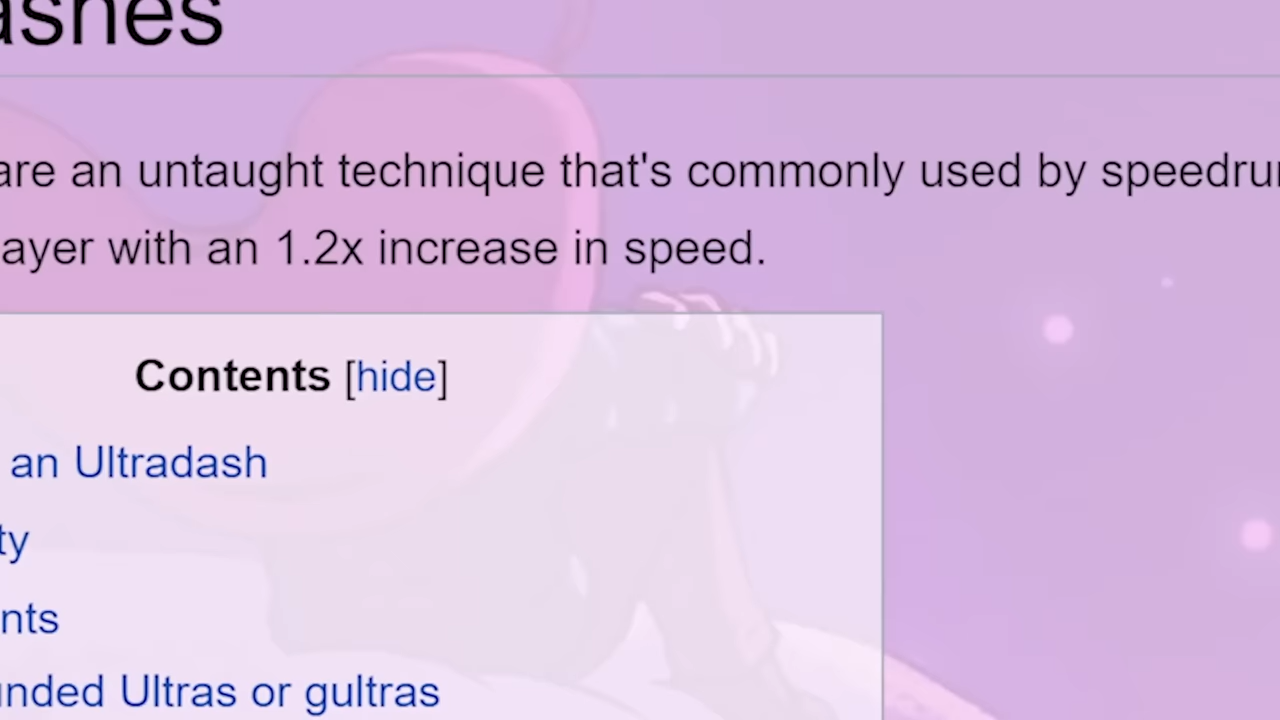 ashes
are an untaught technique that's commonly used by speedru
ayer with an 1.2x increase in speed.
Contents [hide]
an Ultradash
ty
nts
unded Ultras or gultras